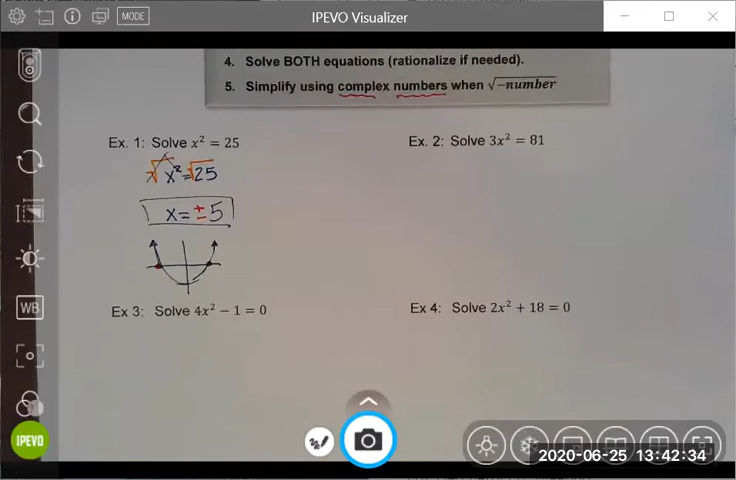 IPEVO Visualizer
MODE
4. Solve BOTH equations (rationalize if needed).
5. Simplify using complex numbers when √−number
Ex. 1: Solve x² = 25
Ex. 2: Solve 3x² = 81
√x² = √25
x = ± 5
Ex 3: Solve 4x² − 1 = 0
Ex 4: Solve 2x² + 18 = 0
WB
IPEVO
2020-06-25 13:42:34